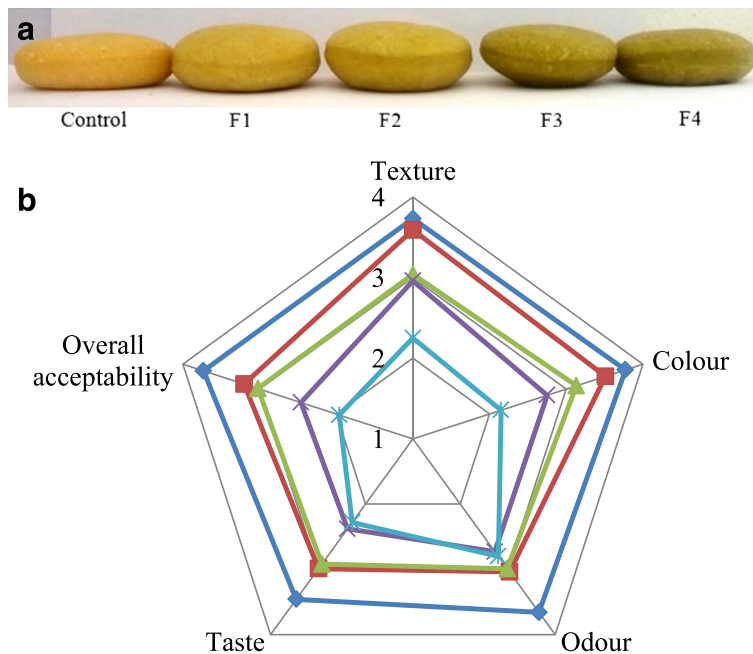 a
Control F1 F2 F3 F4
b
Texture
4
3
2
1
Colour
Overall
acceptability
Taste
Odour